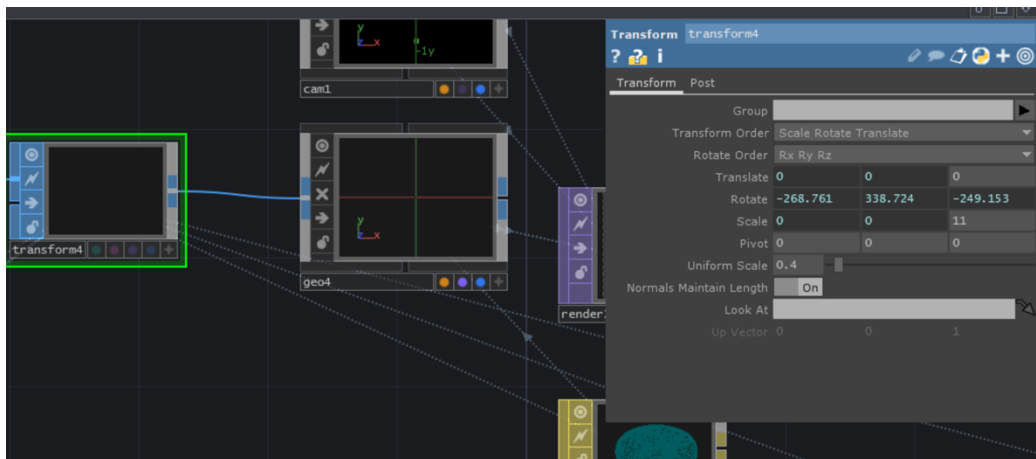 Transform transform4
? i
Transform Post
Group
Transform Order Scale Rotate Translate
Rotate Order Rx Ry Rz
Translate 0 0 0
Rotate -268.761 338.724 -249.153
Scale 0 0 11
Pivot 0 0 0
Uniform Scale 0.4
Normals Maintain Length On
Look At
Up Vector 0 0 1
y
x
-1y
cam1
transform4
y
x
geo4
render